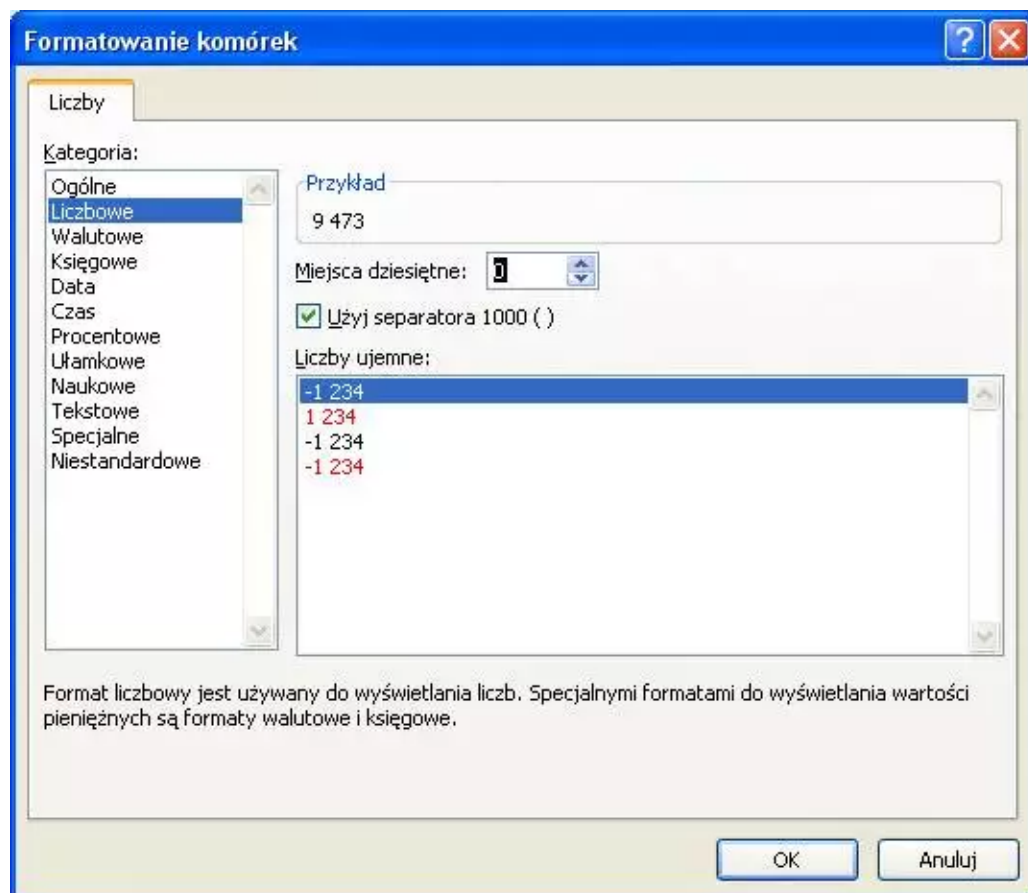 Formatowanie komórek
Liczby
Kategoria:
Ogólne
Liczbowe
Walutowe
Księgowe
Data
Czas
Procentowe
Ułamkowe
Naukowe
Tekstowe
Specjalne
Niestandardowe
Przykład
9 473
Miejsca dziesiętne: 0
Użyj separatora 1000 ( )
Liczby ujemne:
-1 234
1 234
-1 234
-1 234
Format liczbowy jest używany do wyświetlania liczb. Specjalnymi formatami do wyświetlania wartości
pieniężnych są formaty walutowe i księgowe.
OK Anuluj